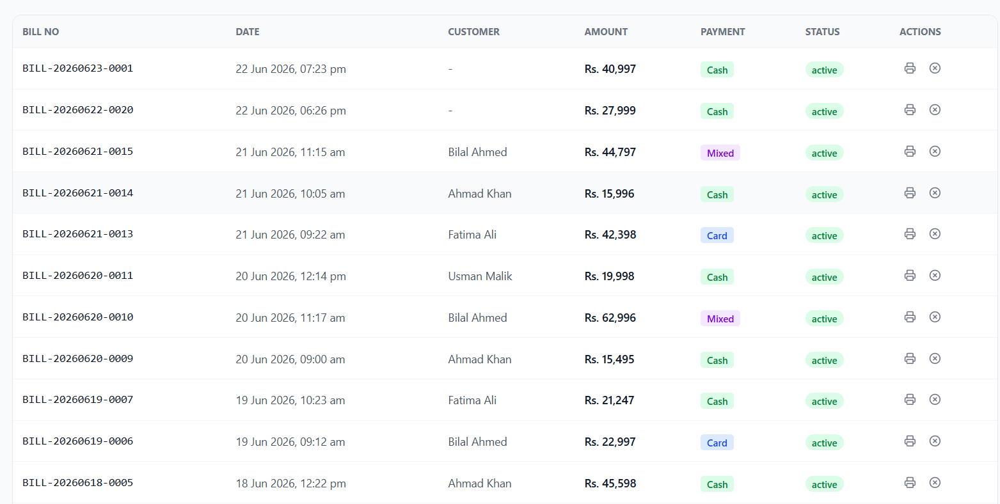 BILL NO DATE CUSTOMER AMOUNT PAYMENT STATUS ACTIONS
BILL-20260623-0001 22 Jun 2026, 07:23 pm - Rs. 40,997 Cash active
BILL-20260622-0020 22 Jun 2026, 06:26 pm - Rs. 27,999 Cash active
BILL-20260621-0015 21 Jun 2026, 11:15 am Bilal Ahmed Rs. 44,797 Mixed active
BILL-20260621-0014 21 Jun 2026, 10:05 am Ahmad Khan Rs. 15,996 Cash active
BILL-20260621-0013 21 Jun 2026, 09:22 am Fatima Ali Rs. 42,398 Card active
BILL-20260620-0011 20 Jun 2026, 12:14 pm Usman Malik Rs. 19,998 Cash active
BILL-20260620-0010 20 Jun 2026, 11:17 am Bilal Ahmed Rs. 62,996 Mixed active
BILL-20260620-0009 20 Jun 2026, 09:00 am Ahmad Khan Rs. 15,495 Cash active
BILL-20260619-0007 19 Jun 2026, 10:23 am Fatima Ali Rs. 21,247 Cash active
BILL-20260619-0006 19 Jun 2026, 09:12 am Bilal Ahmed Rs. 22,997 Card active
BILL-20260618-0005 18 Jun 2026, 12:22 pm Ahmad Khan Rs. 45,598 Cash active